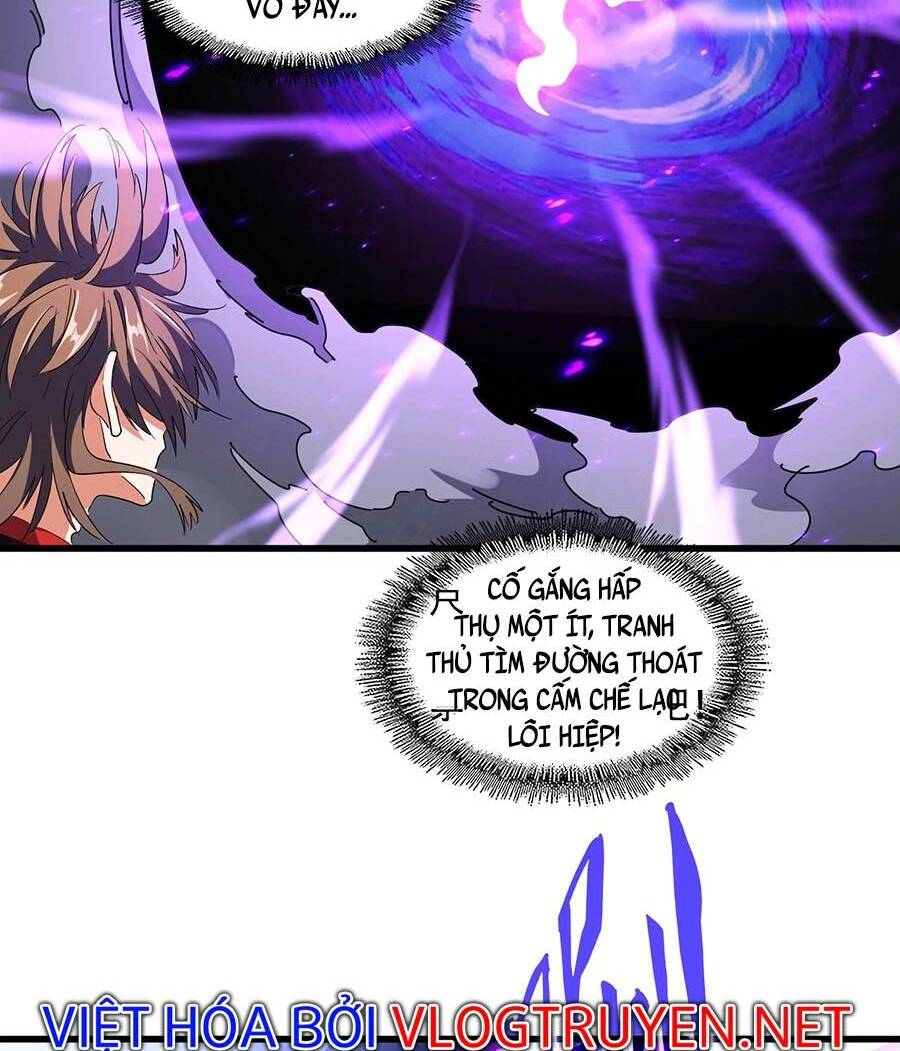 VÔ ĐÁY...
CỐ GẮNG HẤP
THỤ MỘT ÍT, TRANH
THỦ TÌM ĐƯỜNG THOÁT
TRONG CẤM CHẾ LẠC
LÔI HIỆP!
VIỆT HÓA BỞI VLOGTRUYEN.NET